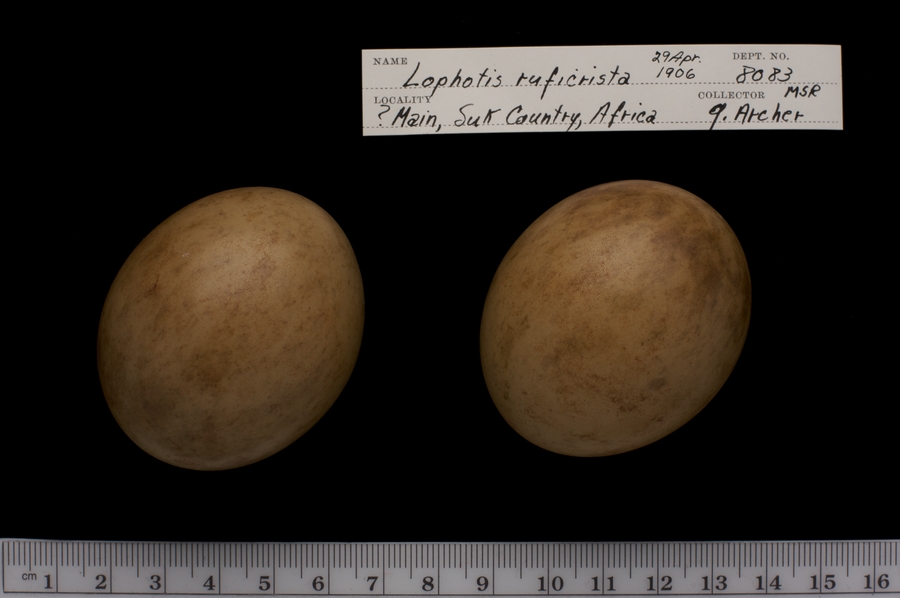 NAME Lophotis ruficrista 29 Apr. 1906 DEPT. NO. 8083
LOCALITY ? Main, Suk Country, Africa COLLECTOR MSR G. Archer
cm 1 2 3 4 5 6 7 8 9 10 11 12 13 14 15 16